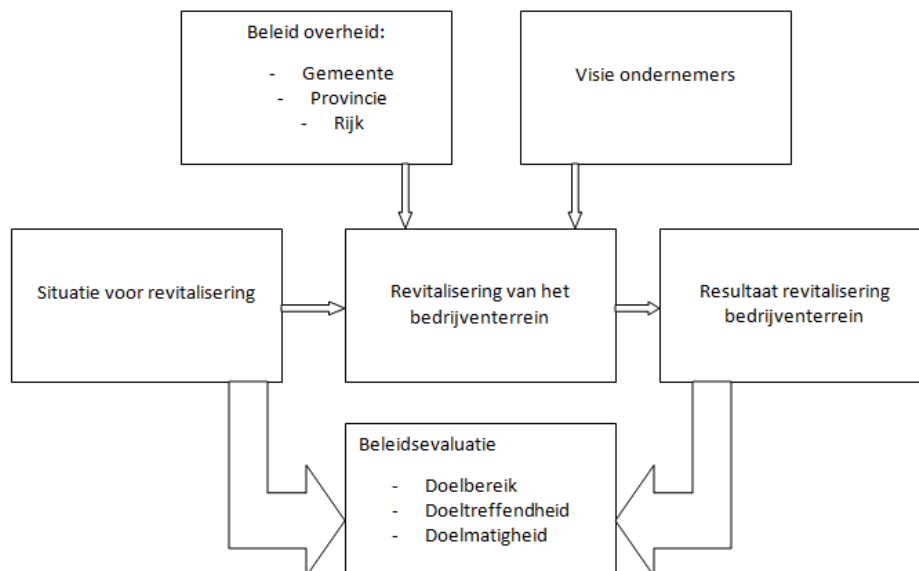 Beleid overheid:
- Gemeente
- Provincie
- Rijk
Visie ondernemers
Situatie voor revitalisering
Revitalisering van het
bedrijventerrein
Resultaat revitalisering
bedrijventerrein
Beleidsevaluatie
- Doelbereik
- Doeltreffendheid
- Doelmatigheid